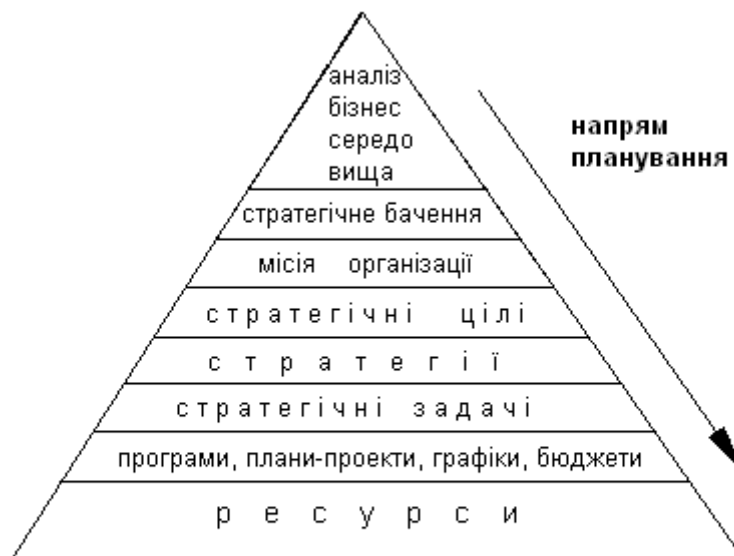 аналіз
бізнес
середо
вища
напрям
планування
стратегічне бачення
місія організації
стратегічні цілі
стратегії
стратегічні задачі
програми, плани-проекти, графіки, бюджети
ресурси